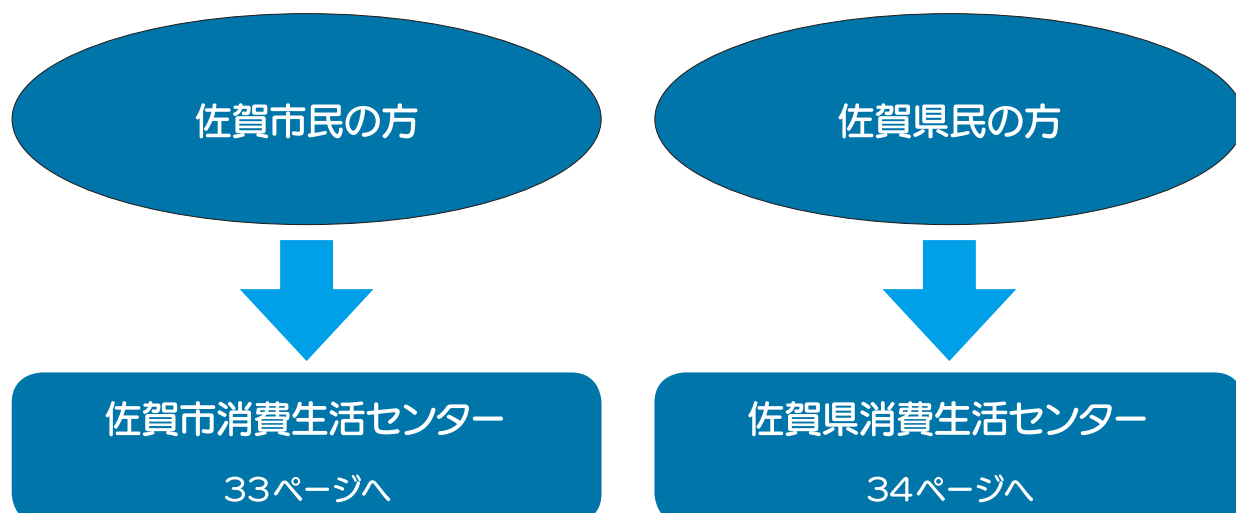 佐賀市民の方
佐賀県民の方
佐賀市消費生活センター
33ページへ
佐賀県消費生活センター
34ページへ